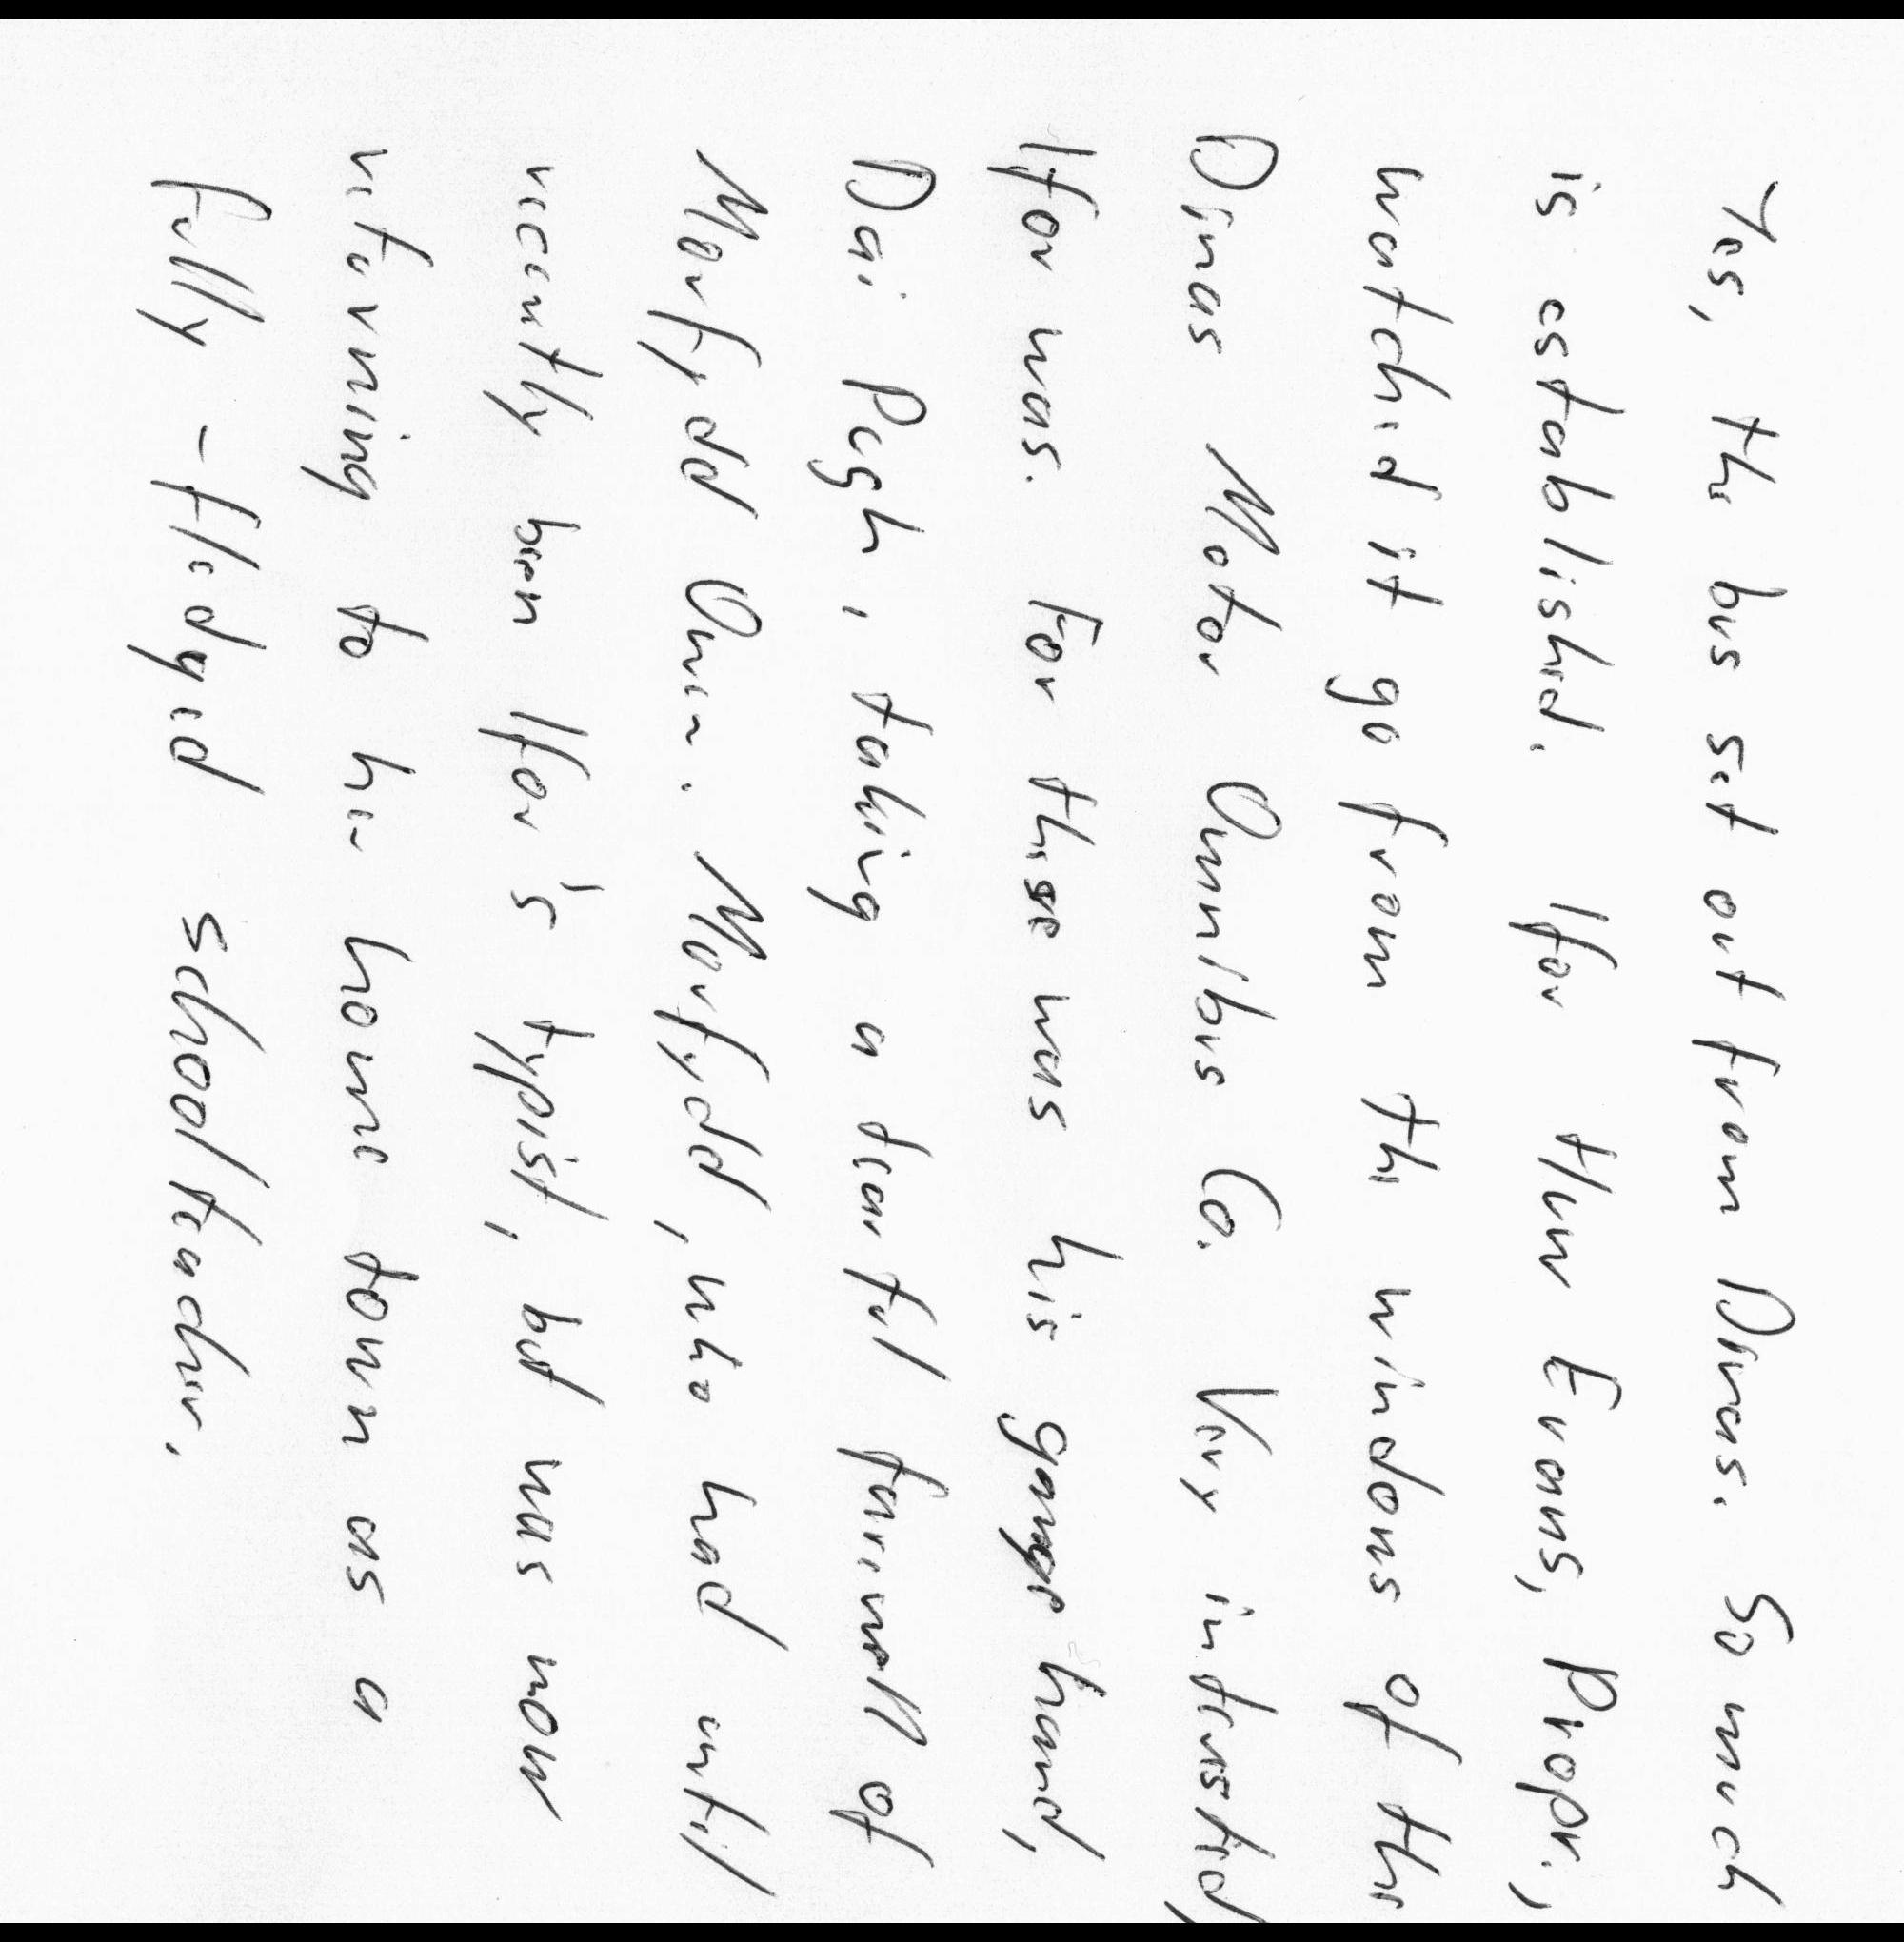 Yes, the bus set out from Dinas. So much
is established. Ifor Huw Evans, Propr.,
watched it go from the windows of the
Dinas Motor Omnibus Co. Very interested,
Ifor was. For there was his garage hand,
Dai Pugh, taking a tearful farewell of
Morfydd Owen. Morfydd, who had until
recently been Ifor's typist, but was now
returning to her home town as a
fully-fledged schoolteacher.